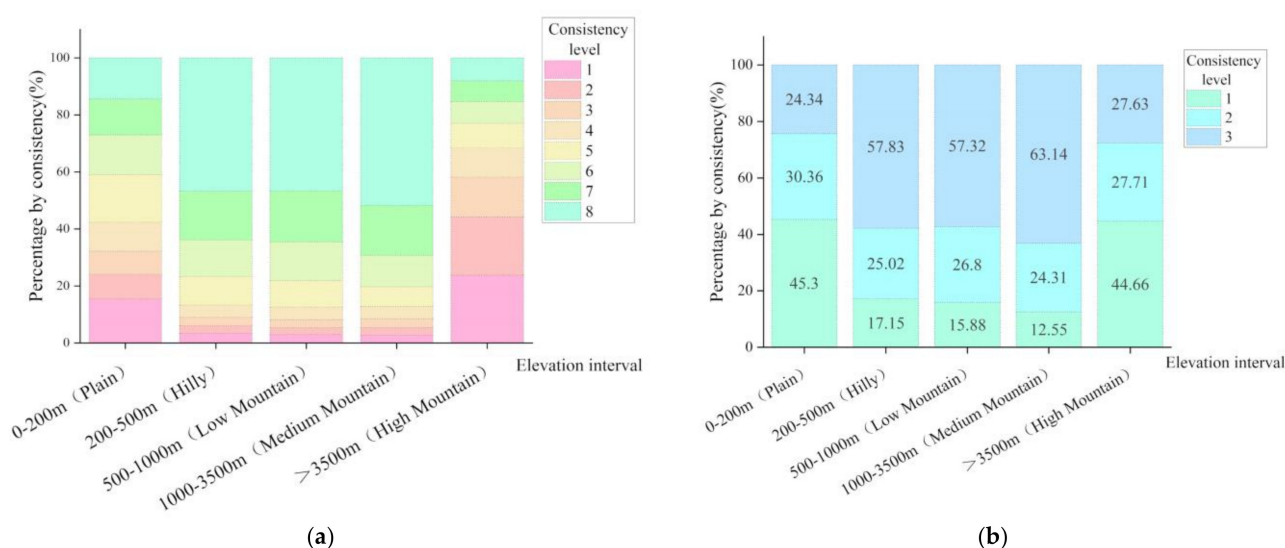 Consistency
level
1
2
3
4
5
6
7
8
Percentage by consistency(%)
100
80
60
40
20
0
Elevation interval
0-200m（Plain）
200-500m（Hilly）
500-1000m（Low Mountain）
1000-3500m（Medium Mountain）
＞3500m（High Mountain）
(a)
Consistency
level
1
2
3
Percentage by consistency(%)
100
80
60
40
20
0
24.34
30.36
45.3
57.83
25.02
17.15
57.32
26.8
15.88
63.14
24.31
12.55
27.63
27.71
44.66
Elevation interval
0-200m（Plain）
200-500m（Hilly）
500-1000m（Low Mountain）
1000-3500m（Medium Mountain）
＞3500m（High Mountain）
(b)